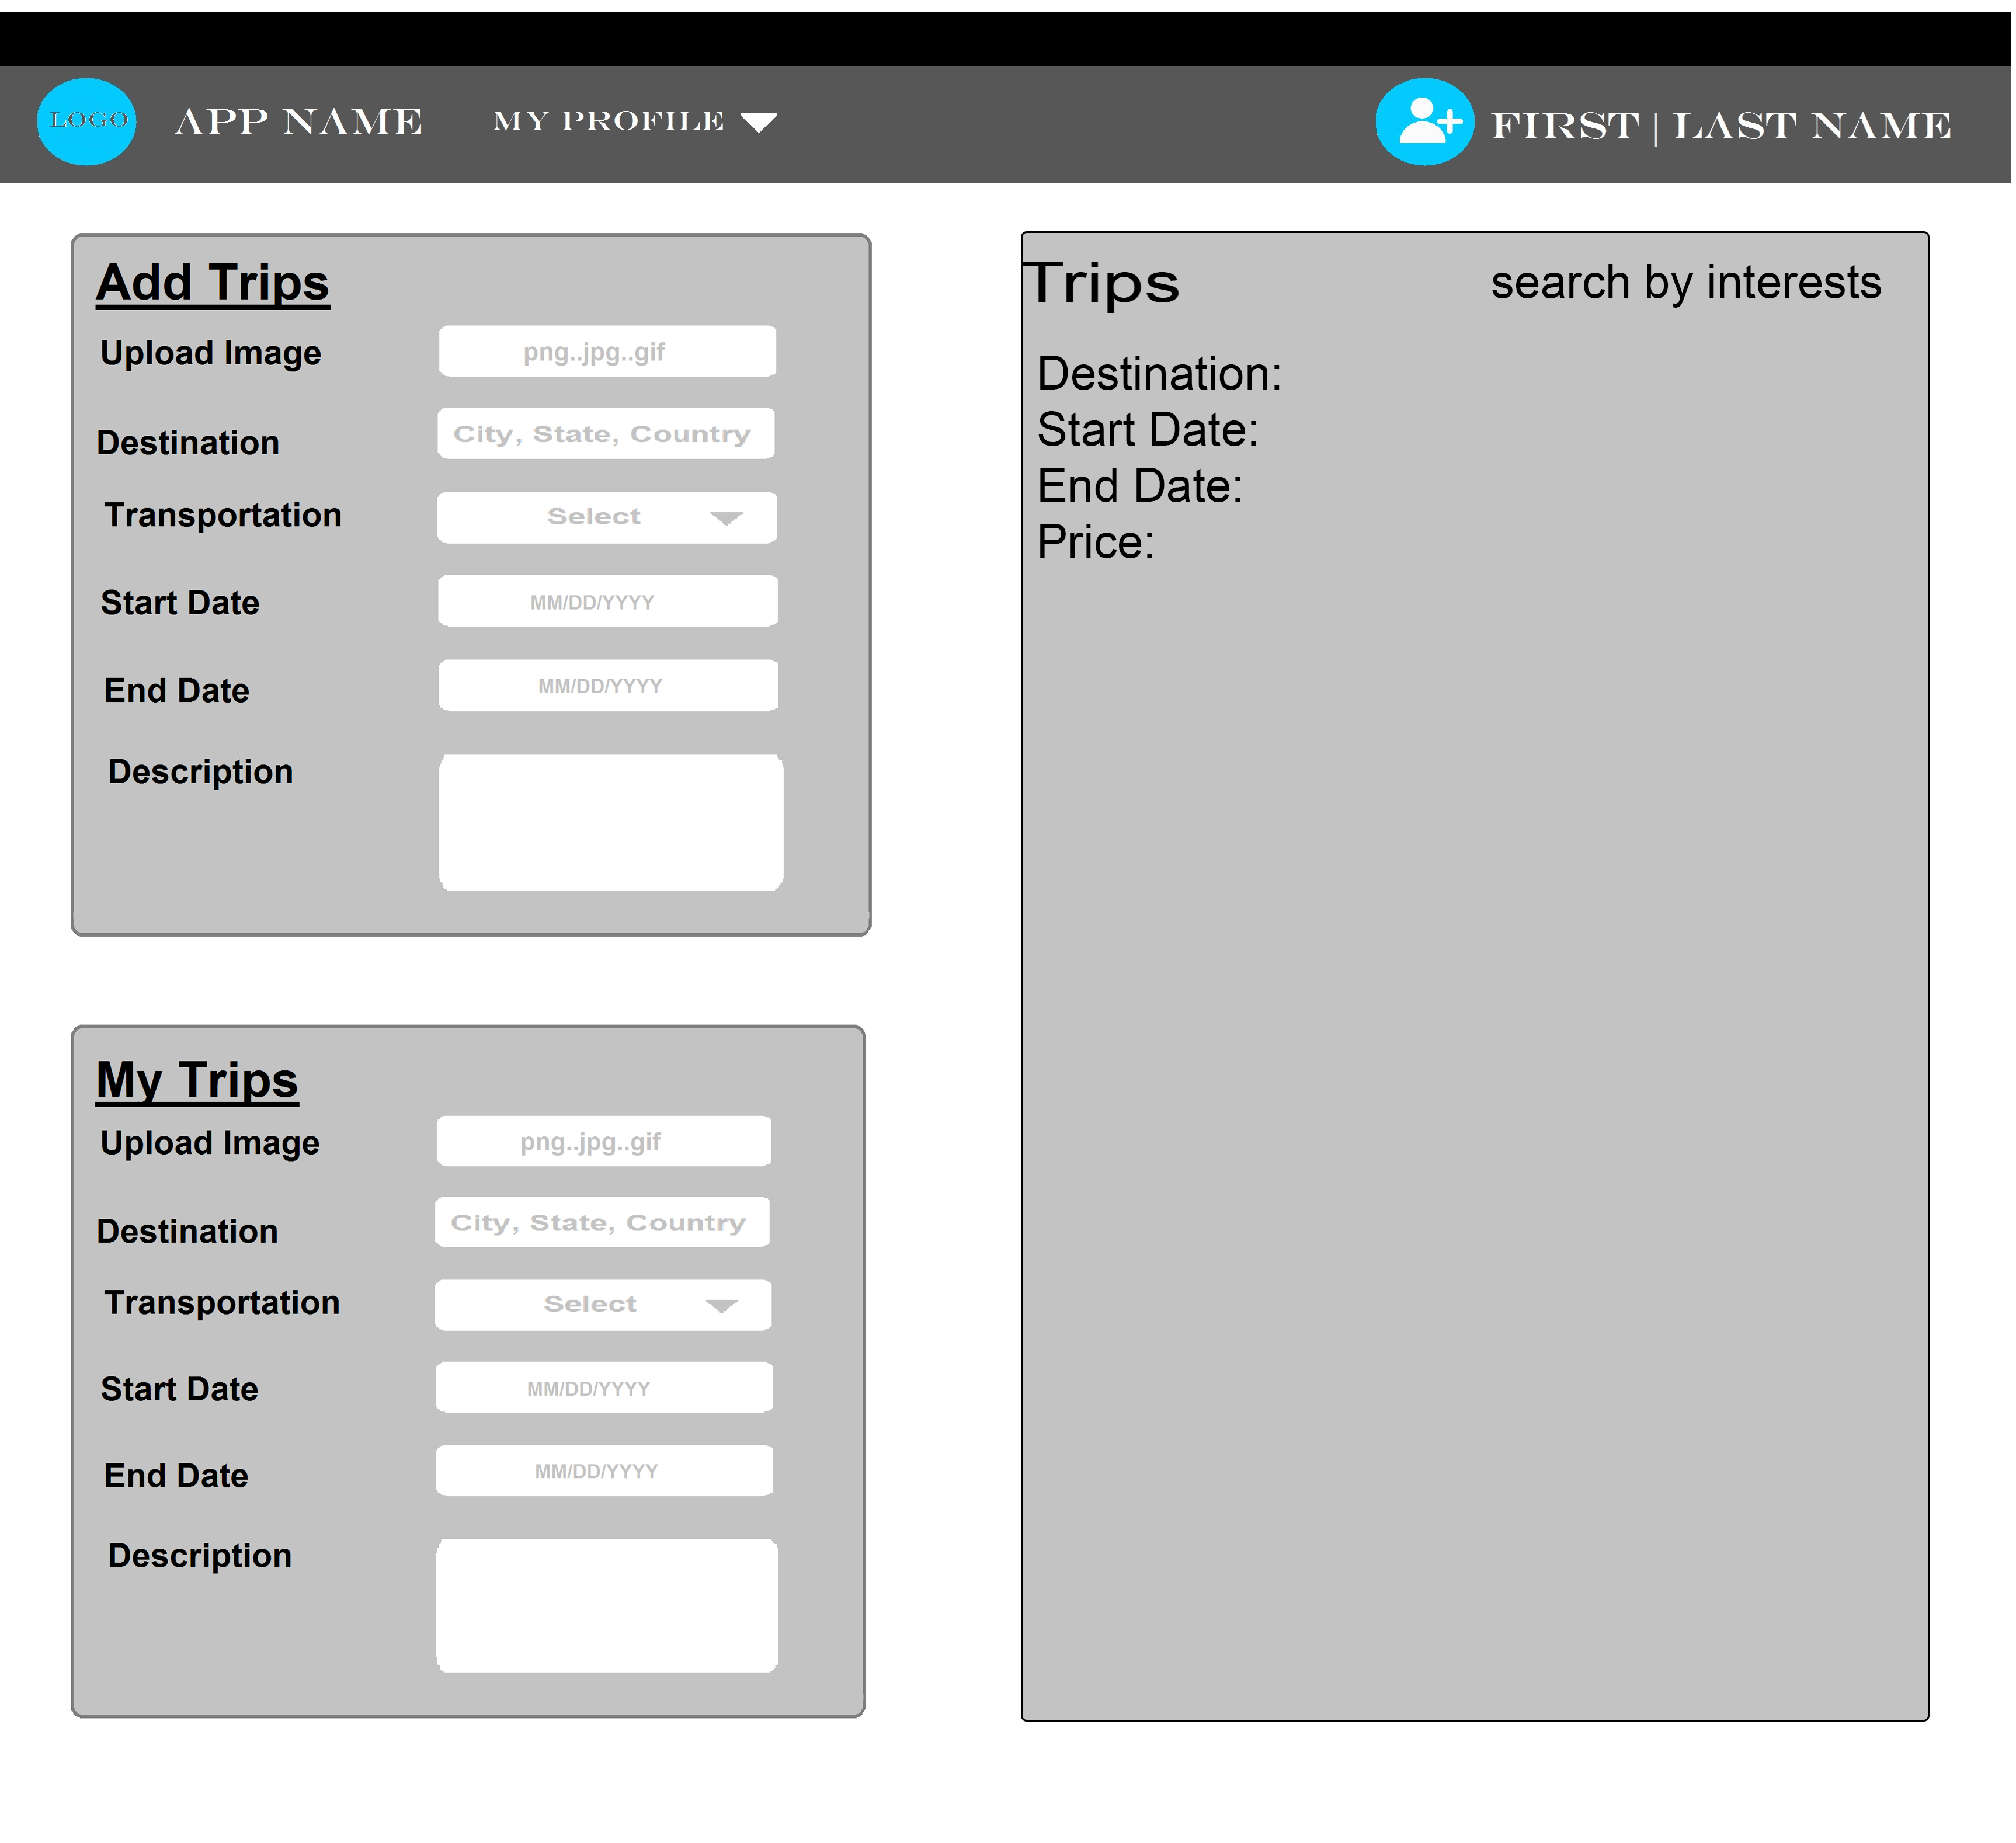 LOGO
APP NAME
MY PROFILE
FIRST | LAST NAME
Add Trips
Upload Image
png..jpg..gif
Destination
City, State, Country
Transportation
Select
Start Date
MM/DD/YYYY
End Date
MM/DD/YYYY
Description
My Trips
Upload Image
png..jpg..gif
Destination
City, State, Country
Transportation
Select
Start Date
MM/DD/YYYY
End Date
MM/DD/YYYY
Description
Trips
search by interests
Destination:
Start Date:
End Date:
Price: